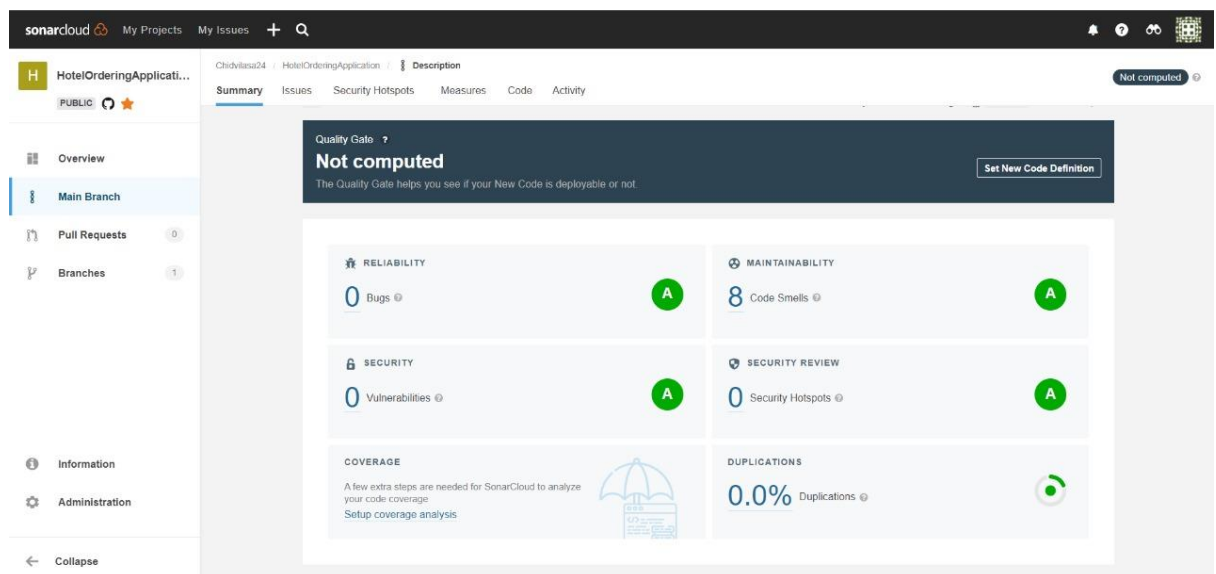 sonarcloud My Projects My Issues
H HotelOrderingApplicati...
PUBLIC
Chidvilasa24 / HotelOrderingApplication / Description
Summary Issues Security Hotspots Measures Code Activity
Not computed
Overview
Main Branch
Pull Requests 0
Branches 1
Information
Administration
Collapse
Quality Gate ?
Not computed
The Quality Gate helps you see if your New Code is deployable or not.
Set New Code Definition
RELIABILITY
0 Bugs
A
MAINTAINABILITY
8 Code Smells
A
SECURITY
0 Vulnerabilities
A
SECURITY REVIEW
0 Security Hotspots
A
COVERAGE
A few extra steps are needed for SonarCloud to analyze
your code coverage
Setup coverage analysis
DUPLICATIONS
0.0% Duplications